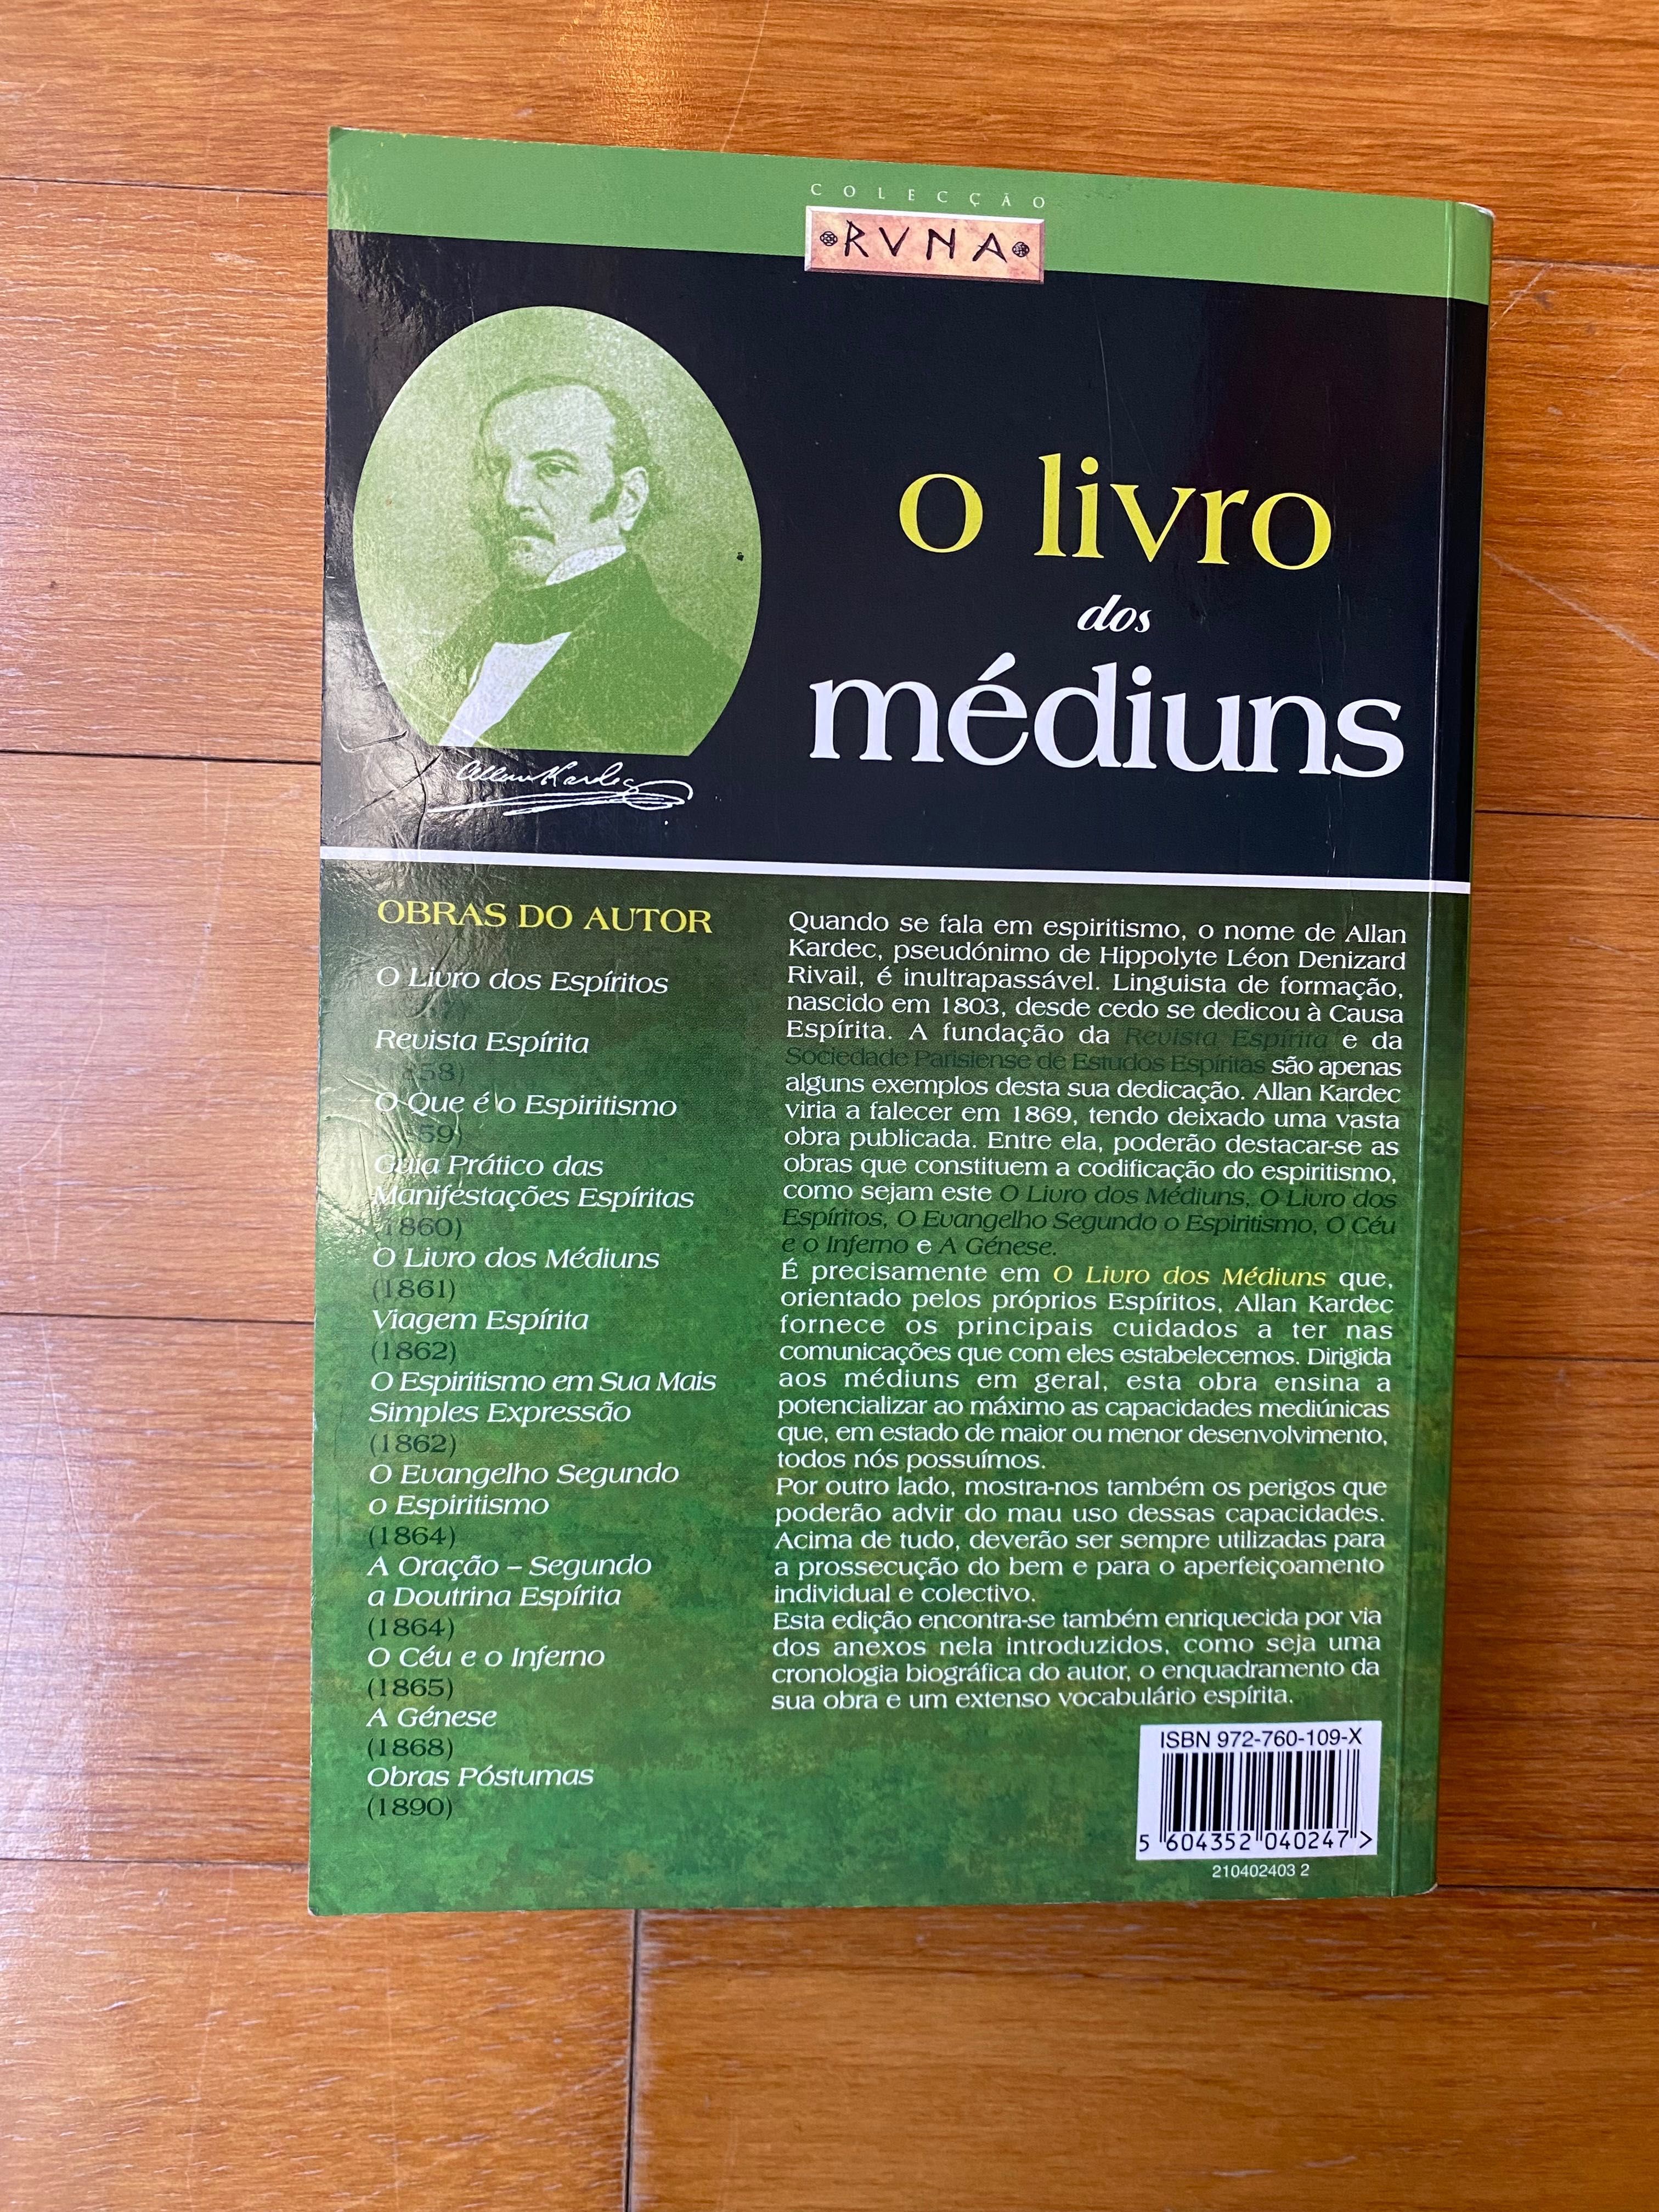 COLECÇÃO
RVNA
o livro
dos
médiuns
Allan Kardec
OBRAS DO AUTOR
O Livro dos Espíritos
Revista Espírita
58)
O Que é o Espiritismo
59)
Guia Prático das
Manifestações Espíritas
(1860)
O Livro dos Médiuns
(1861)
Viagem Espírita
(1862)
O Espiritismo em Sua Mais
Simples Expressão
(1862)
O Evangelho Segundo
o Espiritismo
(1864)
A Oração – Segundo
a Doutrina Espírita
(1864)
O Céu e o Inferno
(1865)
A Génese
(1868)
Obras Póstumas
(1890)
Quando se fala em espiritismo, o nome de Allan
Kardec, pseudónimo de Hippolyte Léon Denizard
Rivail, é inultrapassável. Linguista de formação,
nascido em 1803, desde cedo se dedicou à Causa
Espírita. A fundação da Revista Espírita e da
Sociedade Parisiense de Estudos Espíritas são apenas
alguns exemplos desta sua dedicação. Allan Kardec
viria a falecer em 1869, tendo deixado uma vasta
obra publicada. Entre ela, poderão destacar-se as
obras que constituem a codificação do espiritismo,
como sejam este O Livro dos Médiuns, O Livro dos
Espíritos, O Evangelho Segundo o Espiritismo, O Céu
e o Inferno e A Génese.
É precisamente em O Livro dos Médiuns que,
orientado pelos próprios Espíritos, Allan Kardec
fornece os principais cuidados a ter nas
comunicações que com eles estabelecemos. Dirigida
aos médiuns em geral, esta obra ensina a
potencializar ao máximo as capacidades mediúnicas
que, em estado de maior ou menor desenvolvimento,
todos nós possuímos.
Por outro lado, mostra-nos também os perigos que
poderão advir do mau uso dessas capacidades.
Acima de tudo, deverão ser sempre utilizadas para
a prossecução do bem e para o aperfeiçoamento
individual e colectivo.
Esta edição encontra-se também enriquecida por via
dos anexos nela introduzidos, como seja uma
cronologia biográfica do autor, o enquadramento da
sua obra e um extenso vocabulário espírita.
ISBN 972-760-109-X
5 604352 040247 >
210402403 2